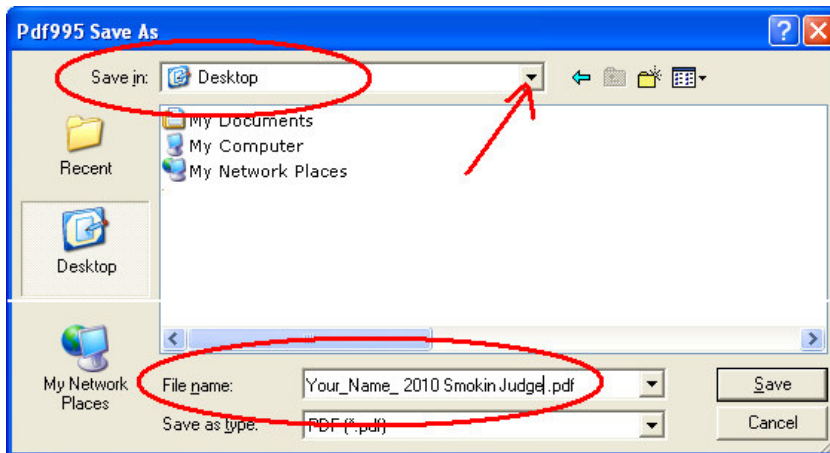 Pdf995 Save As
Save in: Desktop
My Documents
My Computer
My Network Places
Recent
Desktop
My Network
Places
File name: Your_Name_ 2010 Smokin Judge.pdf
Save
Save as type: PDF (*.pdf)
Cancel